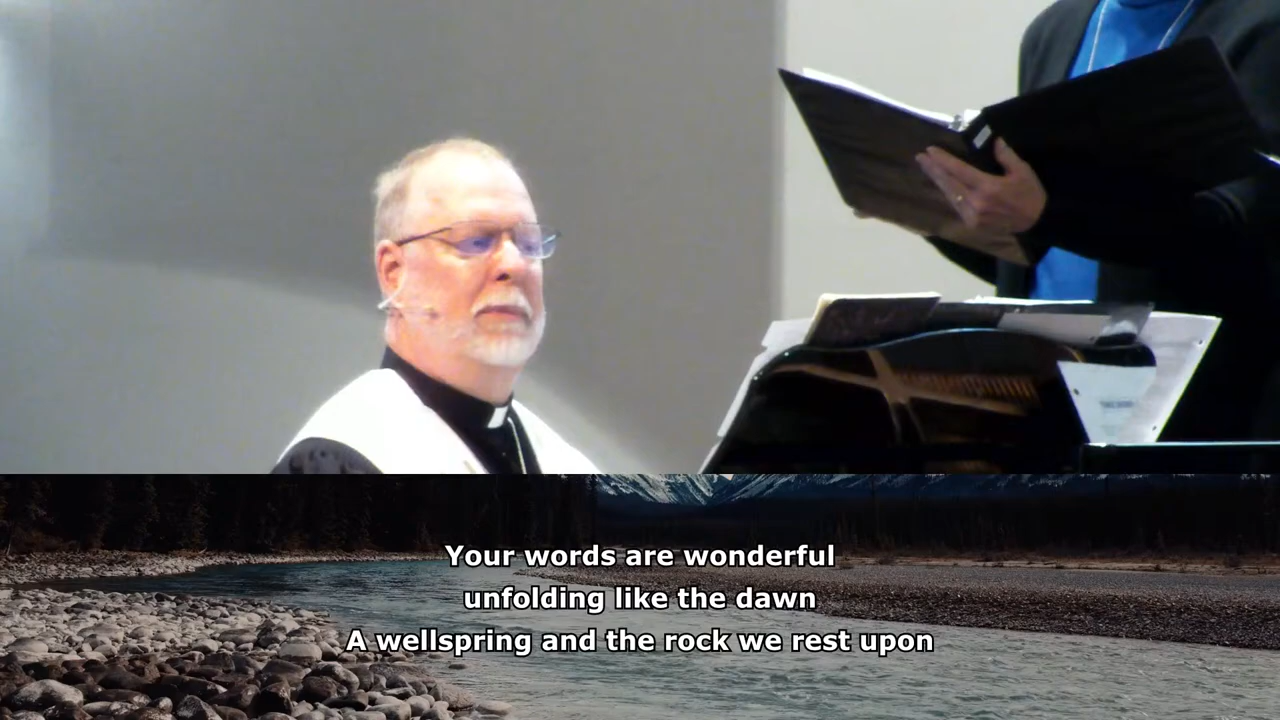 Your words are wonderful
unfolding like the dawn
A wellspring and the rock we rest upon